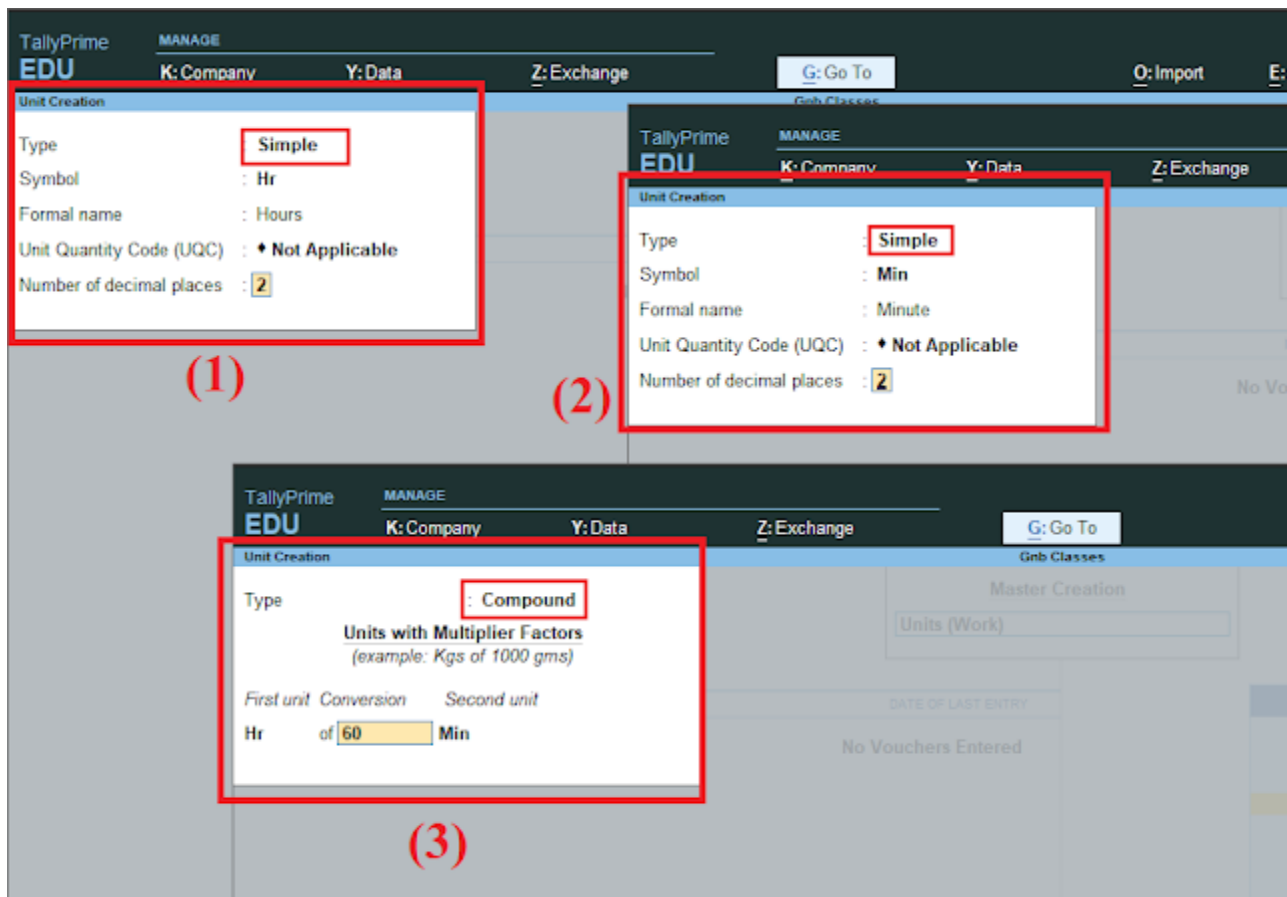 TallyPrime MANAGE
EDU K: Company Y: Data Z: Exchange G: Go To O: Import E:
Unit Creation Gnb Classes
Type : Simple
Symbol : Hr
Formal name : Hours
Unit Quantity Code (UQC) : ♦ Not Applicable
Number of decimal places : 2
(1)
TallyPrime MANAGE
EDU K: Company Y: Data Z: Exchange
Unit Creation
Type : Simple
Symbol : Min
Formal name : Minute
Unit Quantity Code (UQC) : ♦ Not Applicable
Number of decimal places : 2
No Vo
(2)
TallyPrime MANAGE
EDU K: Company Y: Data Z: Exchange G: Go To
Unit Creation Gnb Classes
Type : Compound
Units with Multiplier Factors
(example: Kgs of 1000 gms)
First unit Conversion Second unit
Hr of 60 Min
Master Creation
Units (Work)
DATE OF LAST ENTRY
No Vouchers Entered
(3)